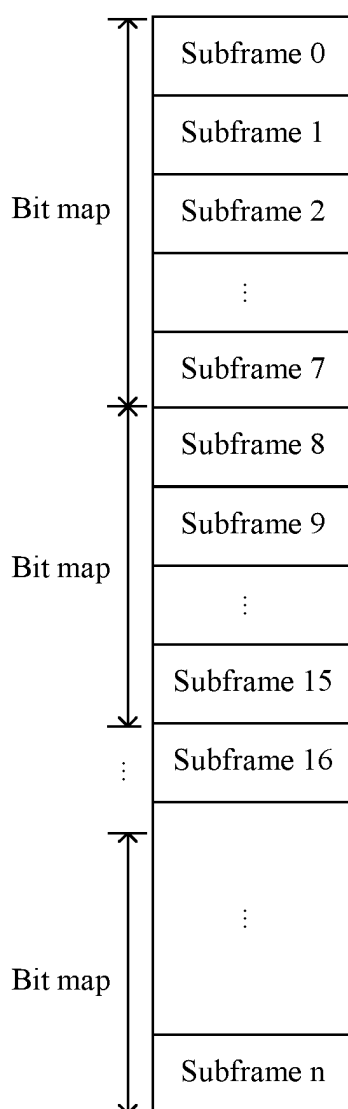 Subframe 0
Subframe 1
Bit map
Subframe 2
⋮
Subframe 7
Subframe 8
Subframe 9
Bit map
⋮
Subframe 15
Subframe 16
⋮
⋮
Bit map
Subframe n